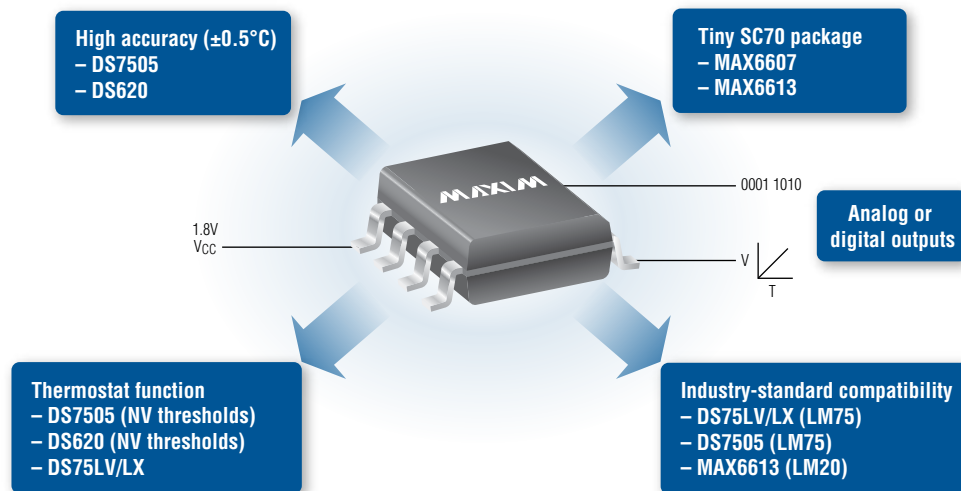 High accuracy (±0.5°C)
– DS7505
– DS620
Tiny SC70 package
– MAX6607
– MAX6613
MAXIM
0001 1010
Analog or
digital outputs
1.8V
VCC
V
T
Thermostat function
– DS7505 (NV thresholds)
– DS620 (NV thresholds)
– DS75LV/LX
Industry-standard compatibility
– DS75LV/LX (LM75)
– DS7505 (LM75)
– MAX6613 (LM20)